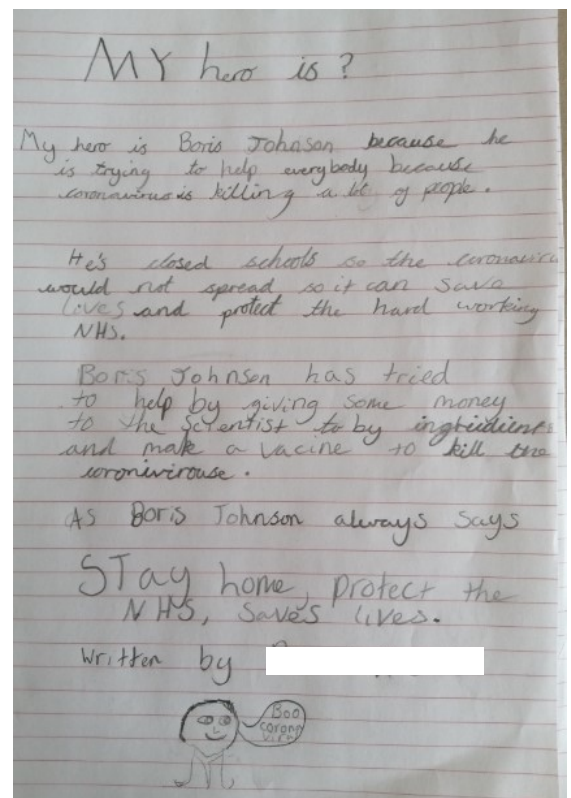 MY hero is?
My hero is Boris Johnson because he
is trying to help everybody because
coronavirus is killing a lot of people.
He's closed schools so the coronaviru
would not spread so it can save
lives and protect the hard working
NHS.
Boris Johnson has tried
to help by giving some money
to the scientist to by ingreidients
and make a vacine to kill the
coronivirouse.
As Boris Johnson always says
STay home, protect the
NHS, saves lives.
Written by
Boo
corona
virus